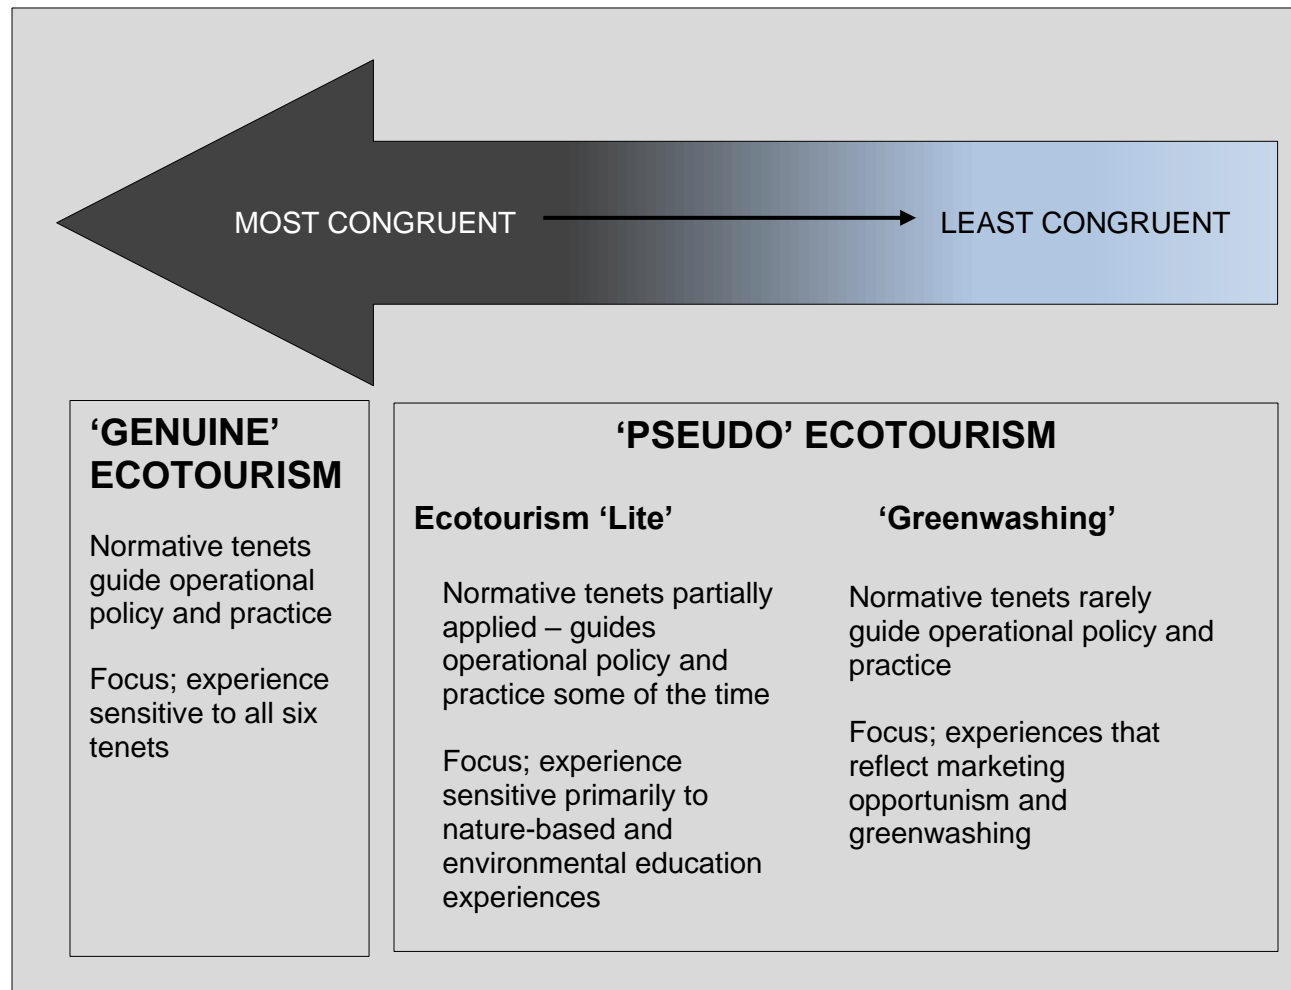 MOST CONGRUENT
LEAST CONGRUENT
‘GENUINE’
ECOTOURISM
Normative tenets
guide operational
policy and practice
Focus; experience
sensitive to all six
tenets
‘PSEUDO’ ECOTOURISM
Ecotourism ‘Lite’
Normative tenets partially
applied – guides
operational policy and
practice some of the time
Focus; experience
sensitive primarily to
nature-based and
environmental education
experiences
‘Greenwashing’
Normative tenets rarely
guide operational policy and
practice
Focus; experiences that
reflect marketing
opportunism and
greenwashing